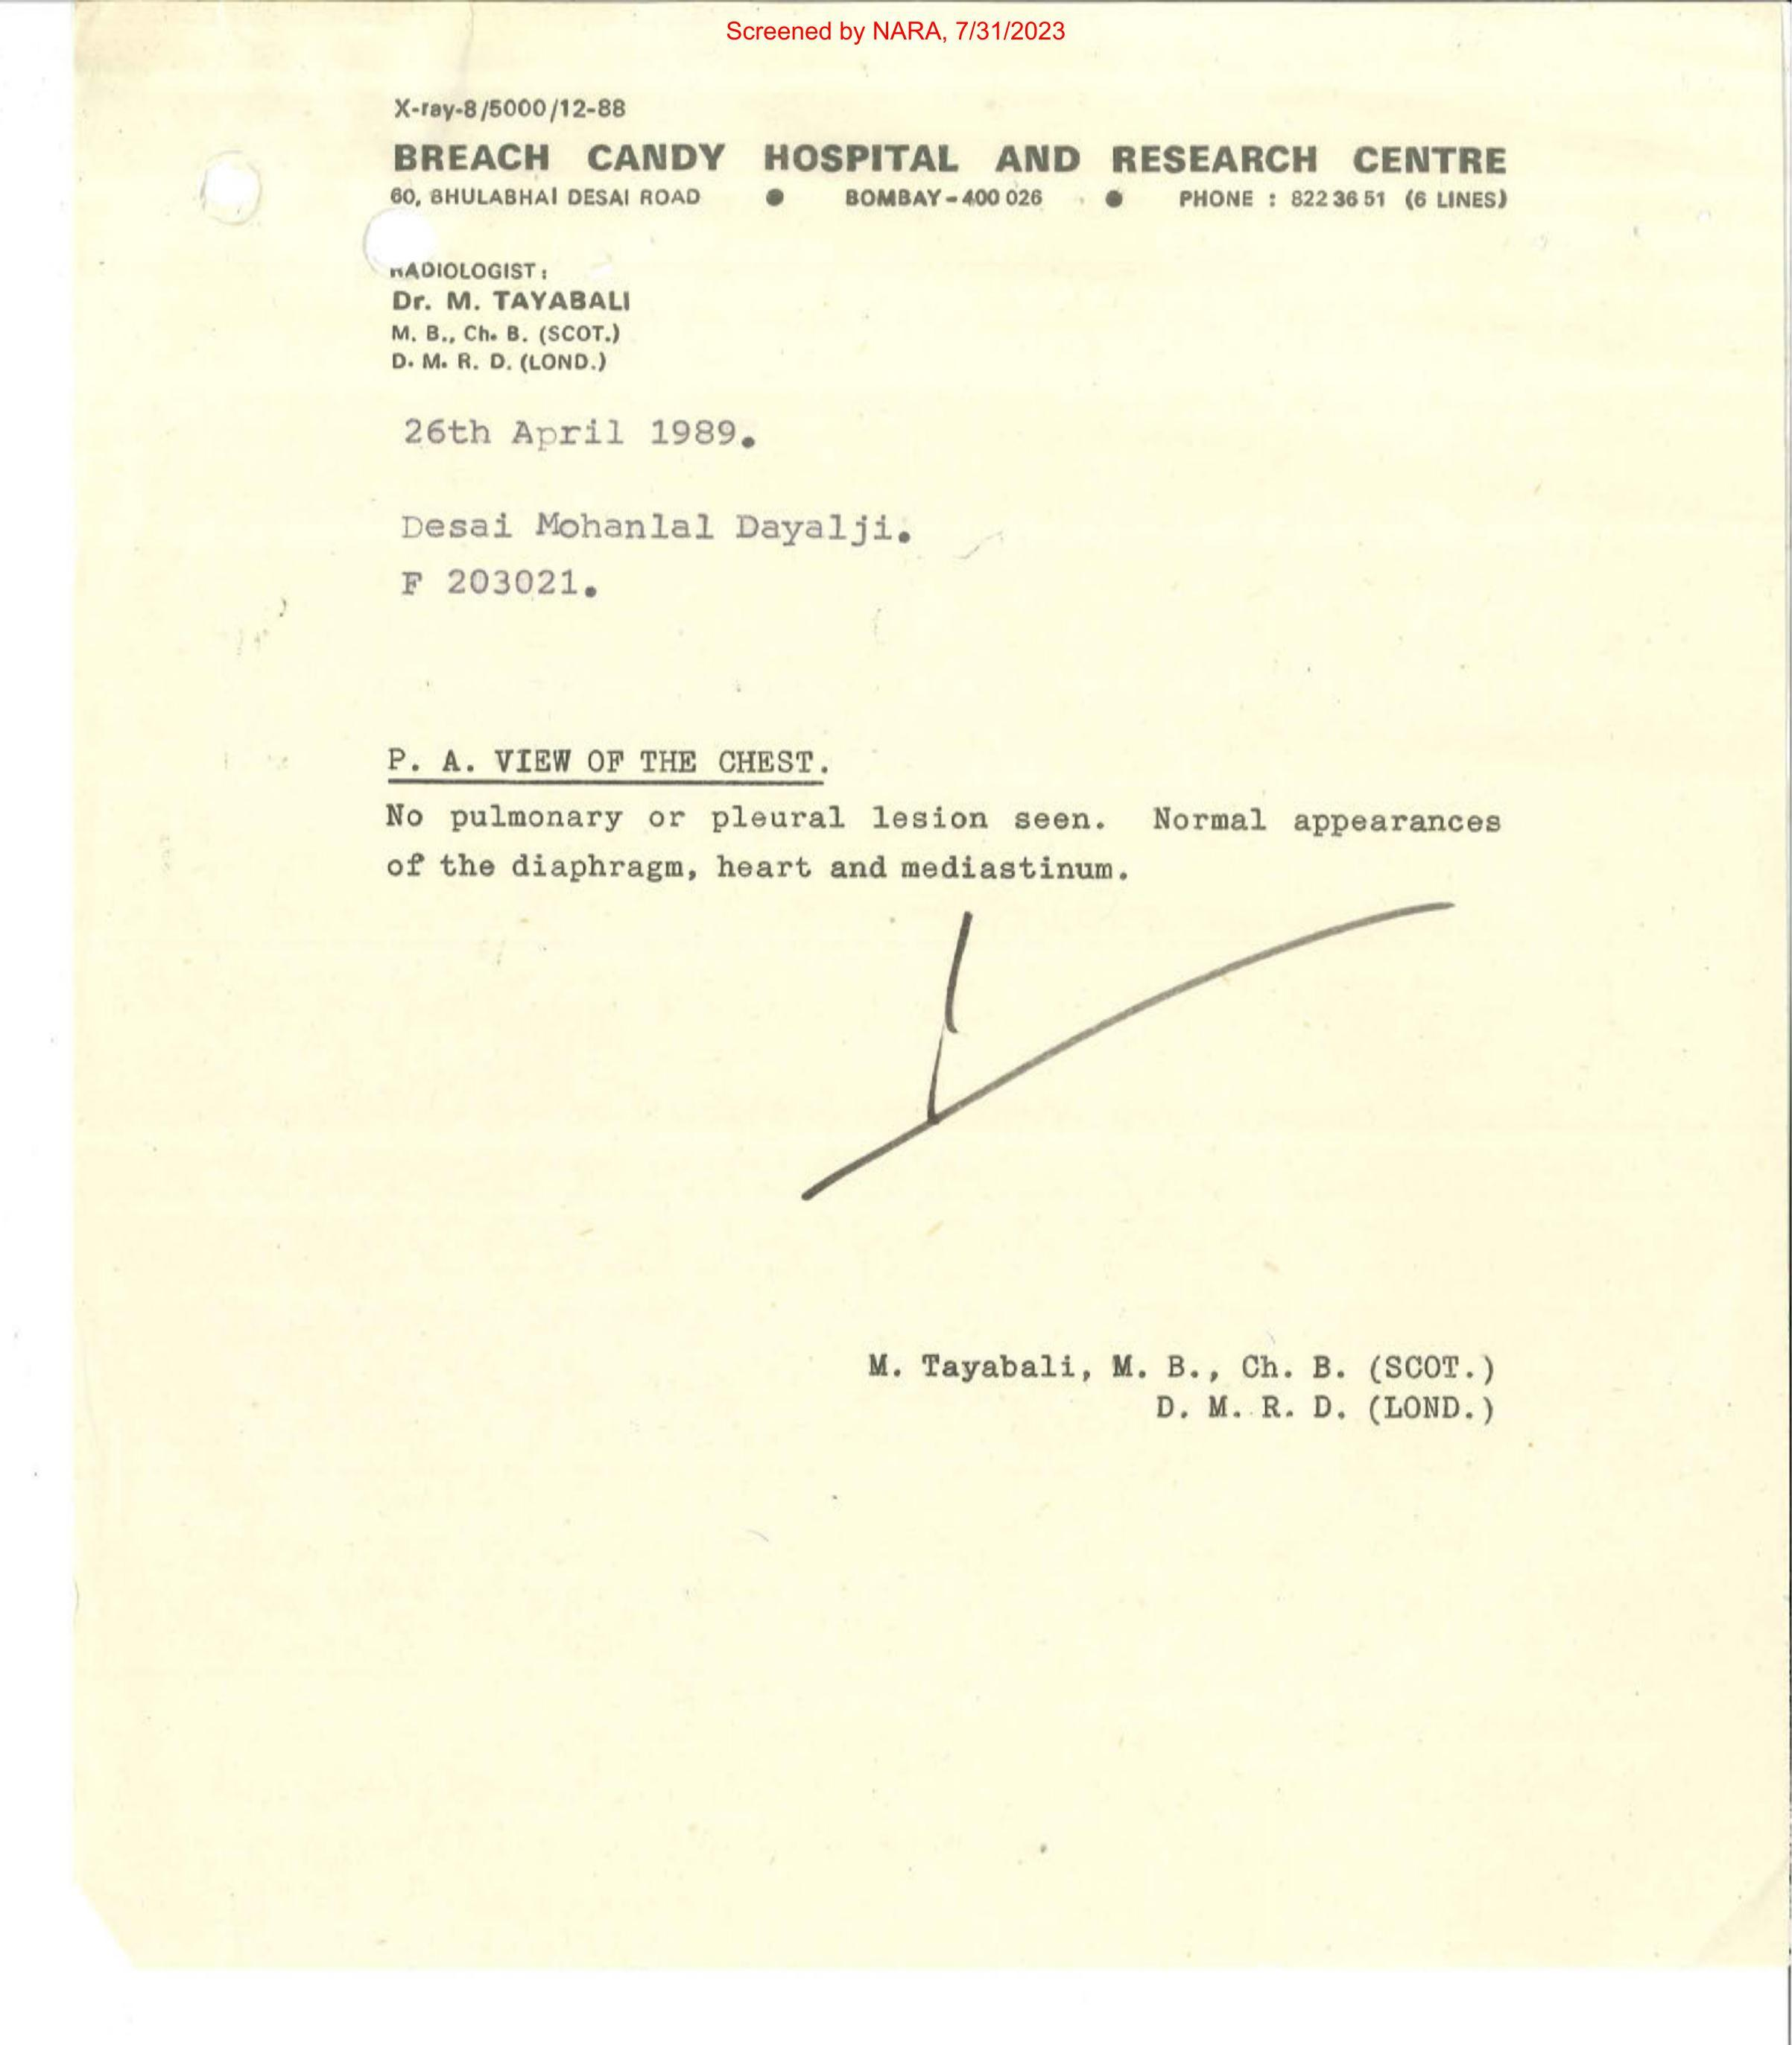 Screened by NARA, 7/31/2023
X-ray-8/5000/12-88
BREACH CANDY HOSPITAL AND RESEARCH CENTRE
60, BHULABHAI DESAI ROAD ● BOMBAY-400 026 ● PHONE : 822 36 51 (6 LINES)
RADIOLOGIST:
Dr. M. TAYABALI
M. B., Ch. B. (SCOT.)
D. M. R. D. (LOND.)
26th April 1989.
Desai Mohanlal Dayalji.
F 203021.
P. A. VIEW OF THE CHEST.
No pulmonary or pleural lesion seen. Normal appearances
of the diaphragm, heart and mediastinum.
M. Tayabali, M. B., Ch. B. (SCOT.)
D. M. R. D. (LOND.)